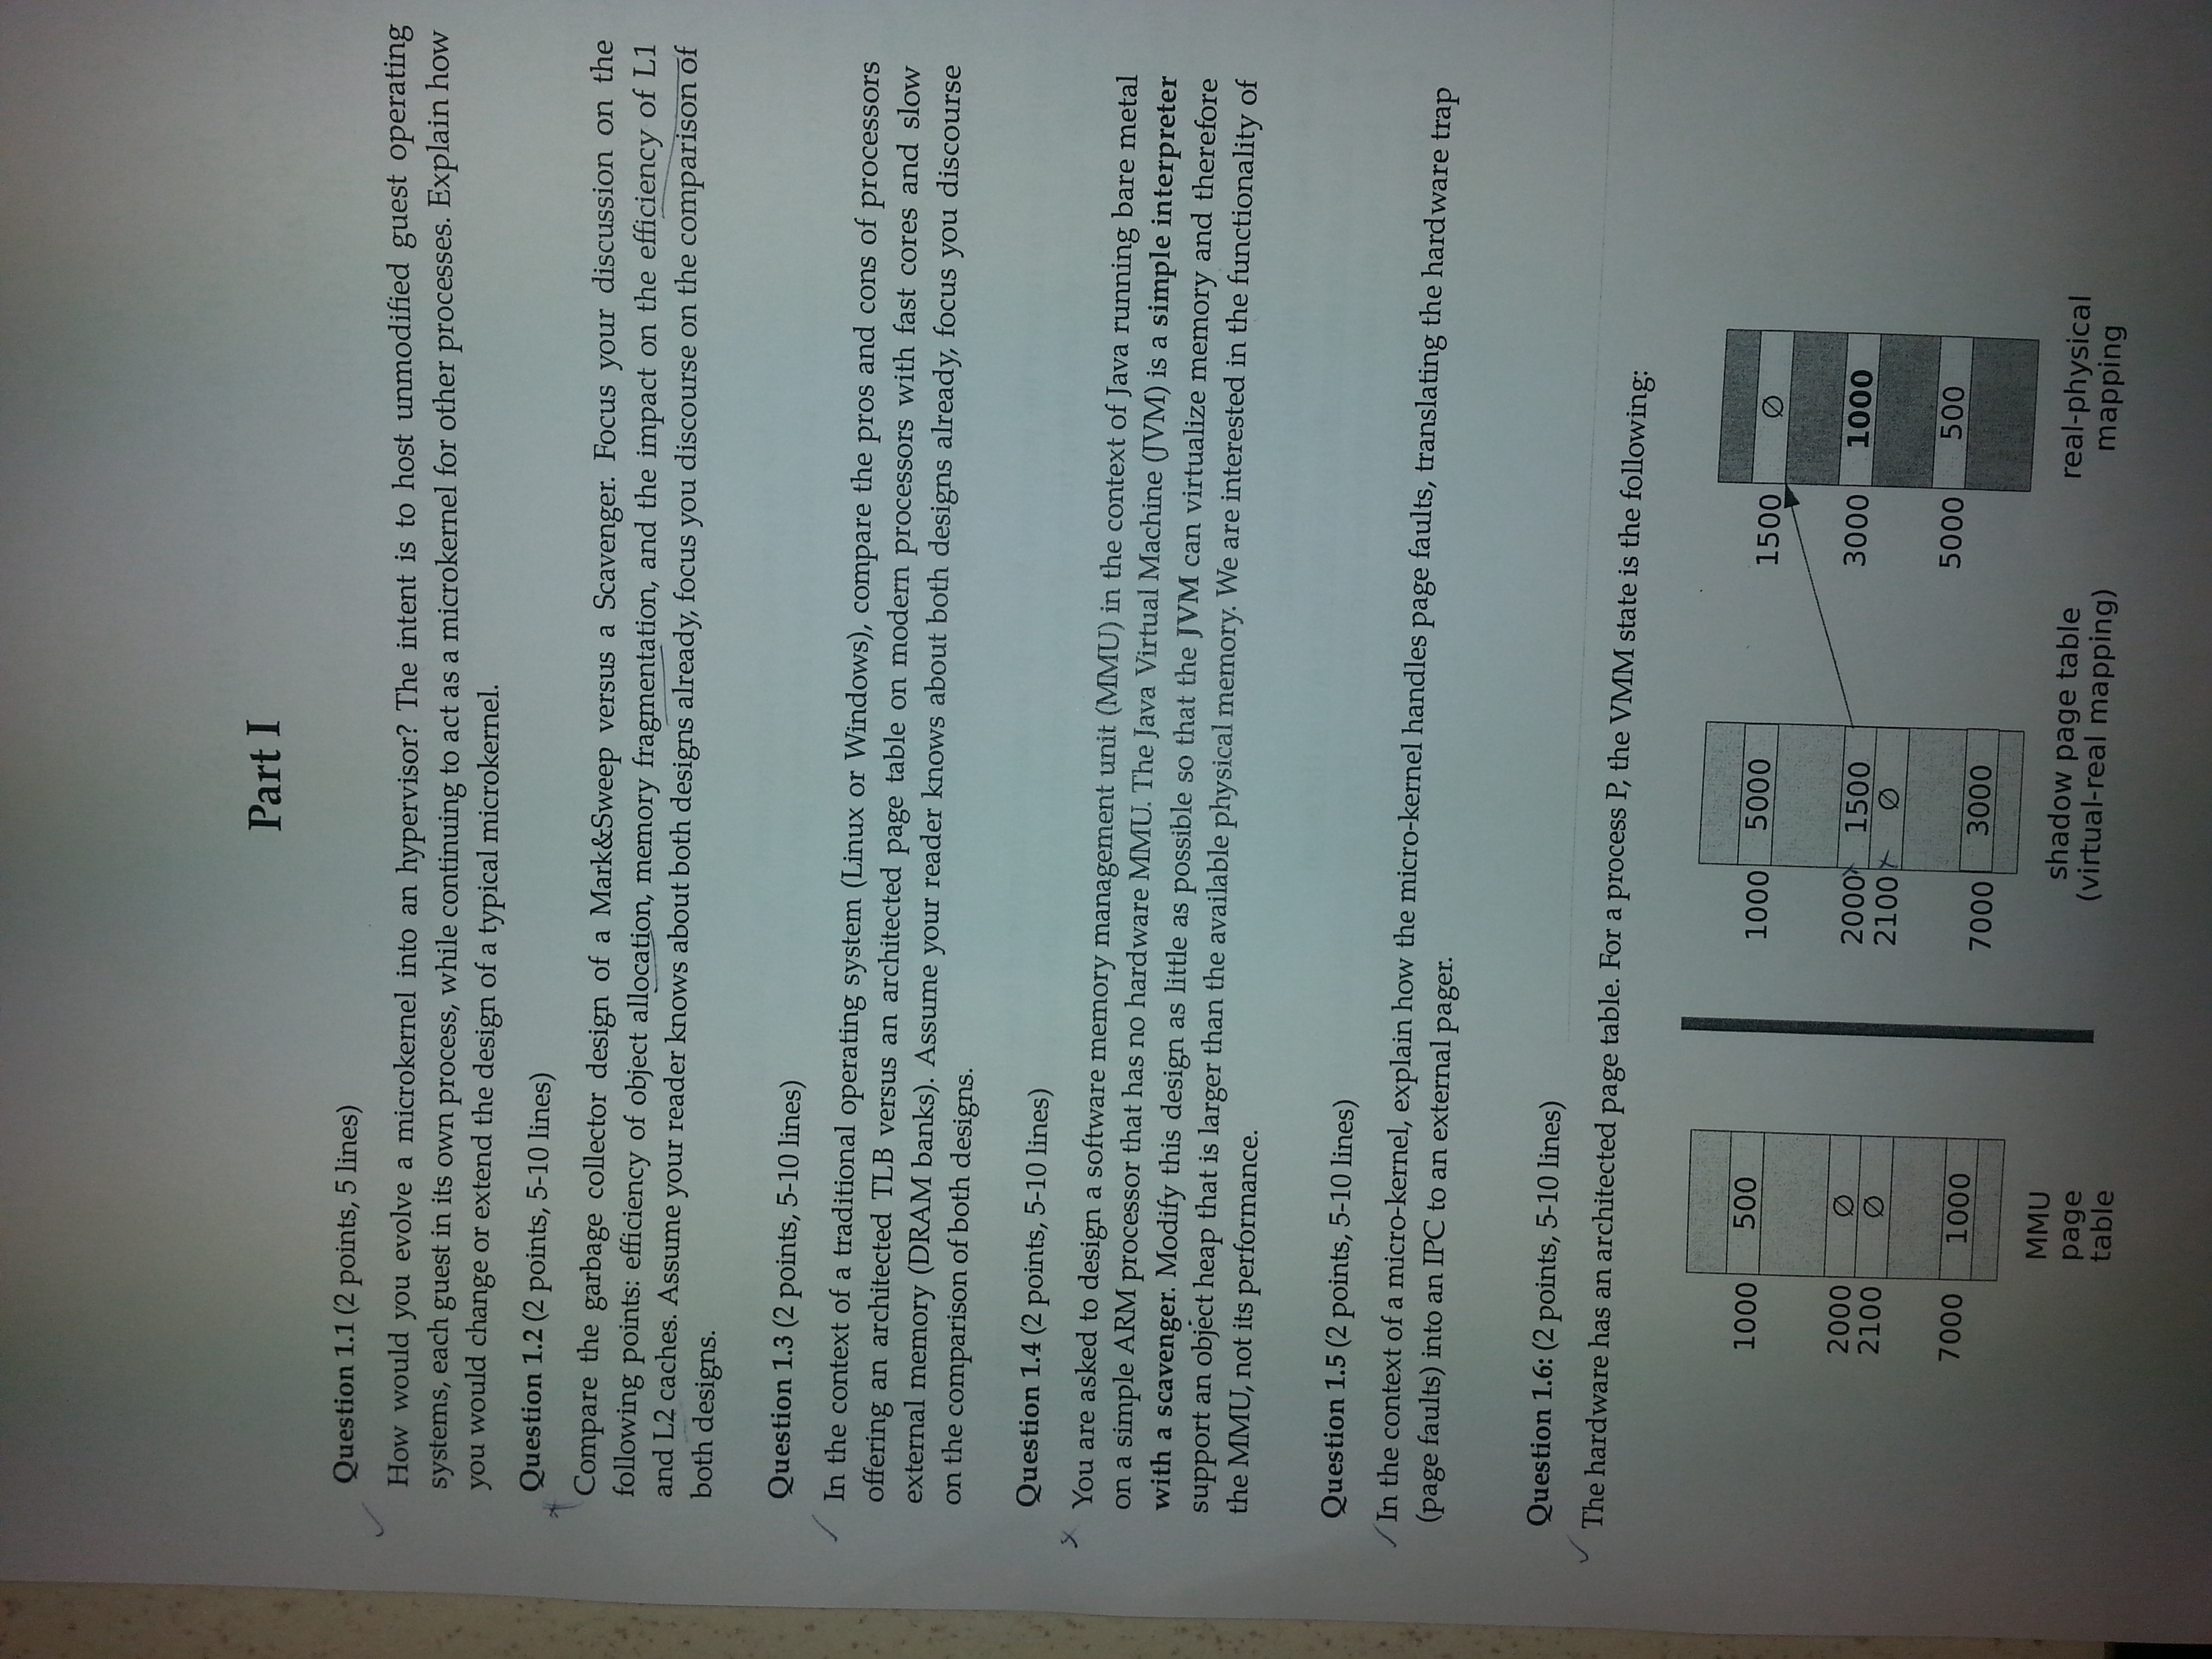 Part I
Question 1.1 (2 points, 5 lines)
How would you evolve a microkernel into an hypervisor? The intent is to host unmodified guest operating
systems, each guest in its own process, while continuing to act as a microkernel for other processes. Explain how
you would change or extend the design of a typical microkernel.
Question 1.2 (2 points, 5-10 lines)
Compare the garbage collector design of a Mark&Sweep versus a Scavenger. Focus your discussion on the
following points: efficiency of object allocation, memory fragmentation, and the impact on the efficiency of L1
and L2 caches. Assume your reader knows about both designs already, focus you discourse on the comparison of
both designs.
Question 1.3 (2 points, 5-10 lines)
In the context of a traditional operating system (Linux or Windows), compare the pros and cons of processors
offering an architected TLB versus an architected page table on modern processors with fast cores and slow
external memory (DRAM banks). Assume your reader knows about both designs already, focus you discourse
on the comparison of both designs.
Question 1.4 (2 points, 5-10 lines)
You are asked to design a software memory management unit (MMU) in the context of Java running bare metal
on a simple ARM processor that has no hardware MMU. The Java Virtual Machine (JVM) is a simple interpreter
with a scavenger. Modify this design as little as possible so that the JVM can virtualize memory and therefore
support an object heap that is larger than the available physical memory. We are interested in the functionality of
the MMU, not its performance.
Question 1.5 (2 points, 5-10 lines)
In the context of a micro-kernel, explain how the micro-kernel handles page faults, translating the hardware trap
(page faults) into an IPC to an external pager.
Question 1.6: (2 points, 5-10 lines)
The hardware has an architected page table. For a process P, the VMM state is the following:
1000 500
2000 ∅
2100 ∅
7000 1000
MMU
page
table
1000 5000
2000 1500
2100 ∅
7000 3000
shadow page table
(virtual-real mapping)
1500 ∅
3000 1000
5000 500
real-physical
mapping